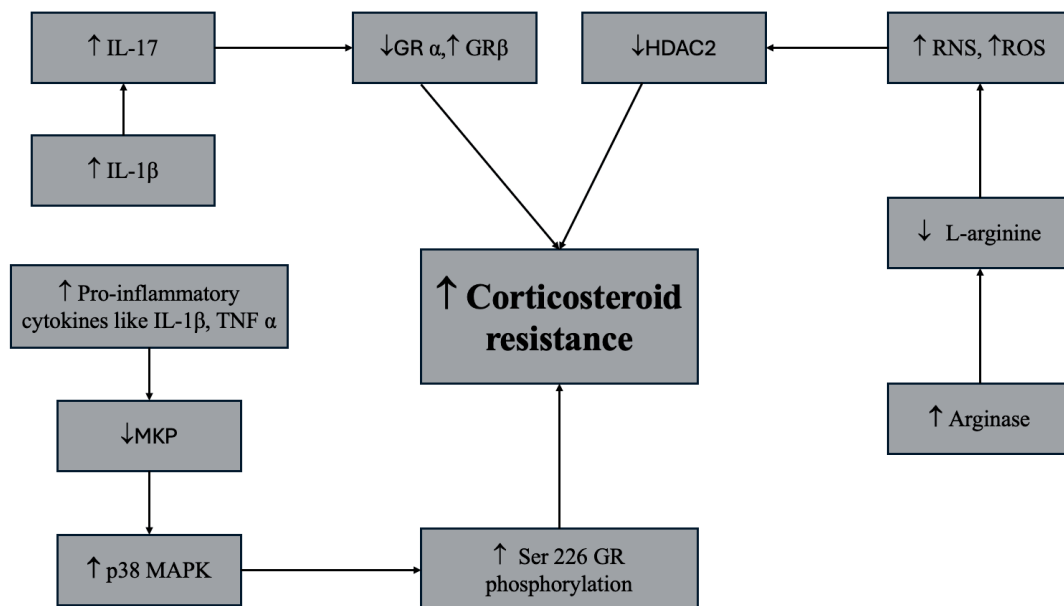 ↑ IL-17
↓GR α,↑ GRβ
↓HDAC2
↑ RNS, ↑ROS
↑ IL-1β
↓ L-arginine
↑ Pro-inflammatory
cytokines like IL-1β, TNF α
↑ Corticosteroid
resistance
↓MKP
↑ Arginase
↑ p38 MAPK
↑ Ser 226 GR
phosphorylation